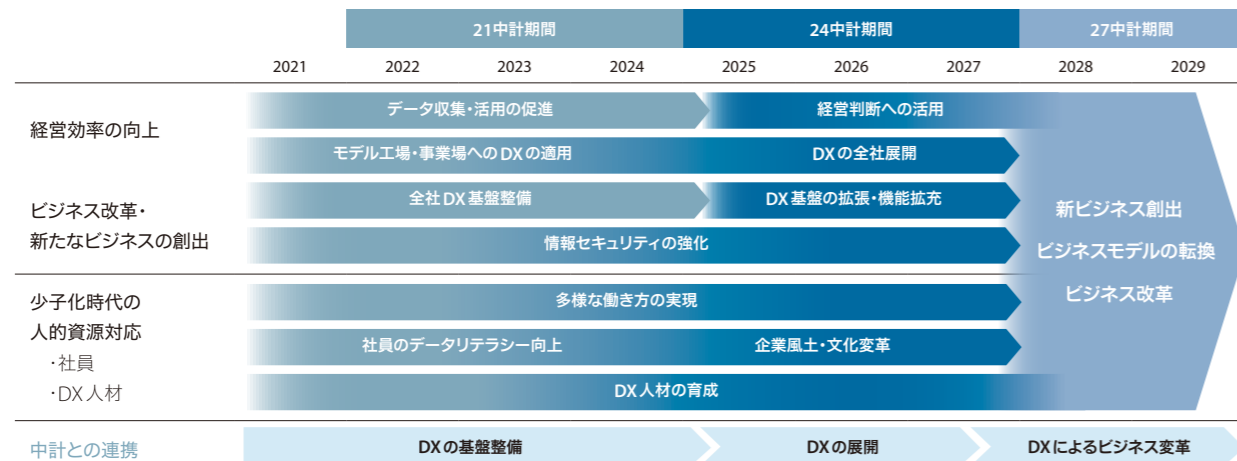 21中計期間 24中計期間 27中計期間
2021 2022 2023 2024 2025 2026 2027 2028 2029
経営効率の向上
データ収集・活用の促進 経営判断への活用
モデル工場・事業場へのDXの適用 DXの全社展開
ビジネス改革・
新たなビジネスの創出
全社DX基盤整備 DX基盤の拡張・機能拡充
情報セキュリティの強化
新ビジネス創出
ビジネスモデルの転換
ビジネス改革
少子化時代の
人的資源対応
・社員
・DX人材
多様な働き方の実現
社員のデータリテラシー向上 企業風土・文化変革
DX人材の育成
中計との連携 DXの基盤整備 DXの展開 DXによるビジネス変革